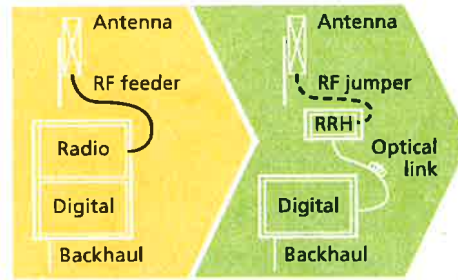 Antenna
RF feeder
Radio
Digital
Backhaul
Antenna
RF jumper
RRH
Optical
link
Digital
Backhaul